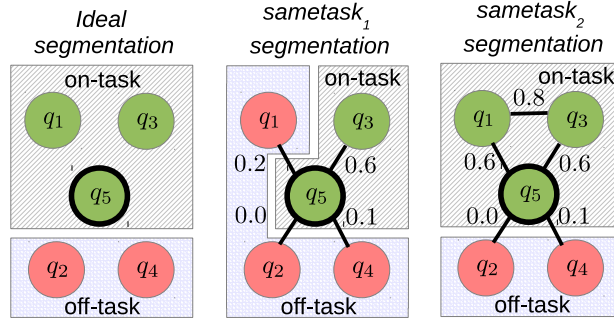 Ideal
segmentation
on-task
q1
q3
q5
q2
q4
off-task
sametask1
segmentation
on-task
q1
q3
0.2
0.6
q5
0.0
0.1
q2
q4
off-task
sametask2
segmentation
on-task
0.8
q1
q3
0.6
0.6
q5
0.0
0.1
q2
q4
off-task